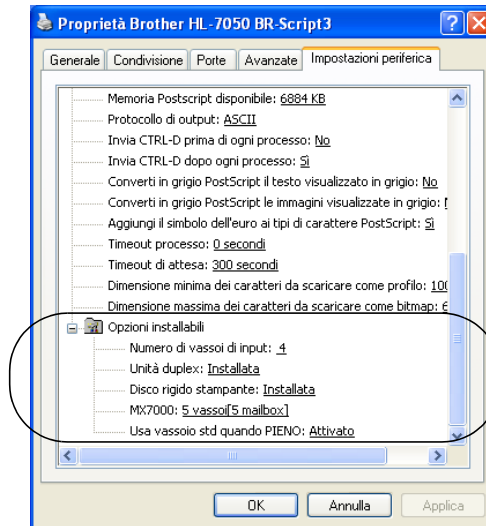 Proprietà Brother HL-7050 BR-Script3
Generale Condivisione Porte Avanzate Impostazioni periferica
Memoria Postscript disponibile: 6884 KB
Protocollo di output: ASCII
Invia CTRL-D prima di ogni processo: No
Invia CTRL-D dopo ogni processo: Sì
Converti in grigio PostScript il testo visualizzato in grigio: No
Converti in grigio PostScript le immagini visualizzate in grigio:
Aggiungi il simbolo dell'euro ai tipi di carattere PostScript: Sì
Timeout processo: 0 secondi
Timeout di attesa: 300 secondi
Dimensione minima dei caratteri da scaricare come profilo: 100
Dimensione massima dei caratteri da scaricare come bitmap: 6
Opzioni installabili
Numero di vassoi di input: 4
Unità duplex: Installata
Disco rigido stampante: Installata
MX7000: 5 vassoi[5 mailbox]
Usa vassoio std quando PIENO: Attivato
OK Annulla Applica